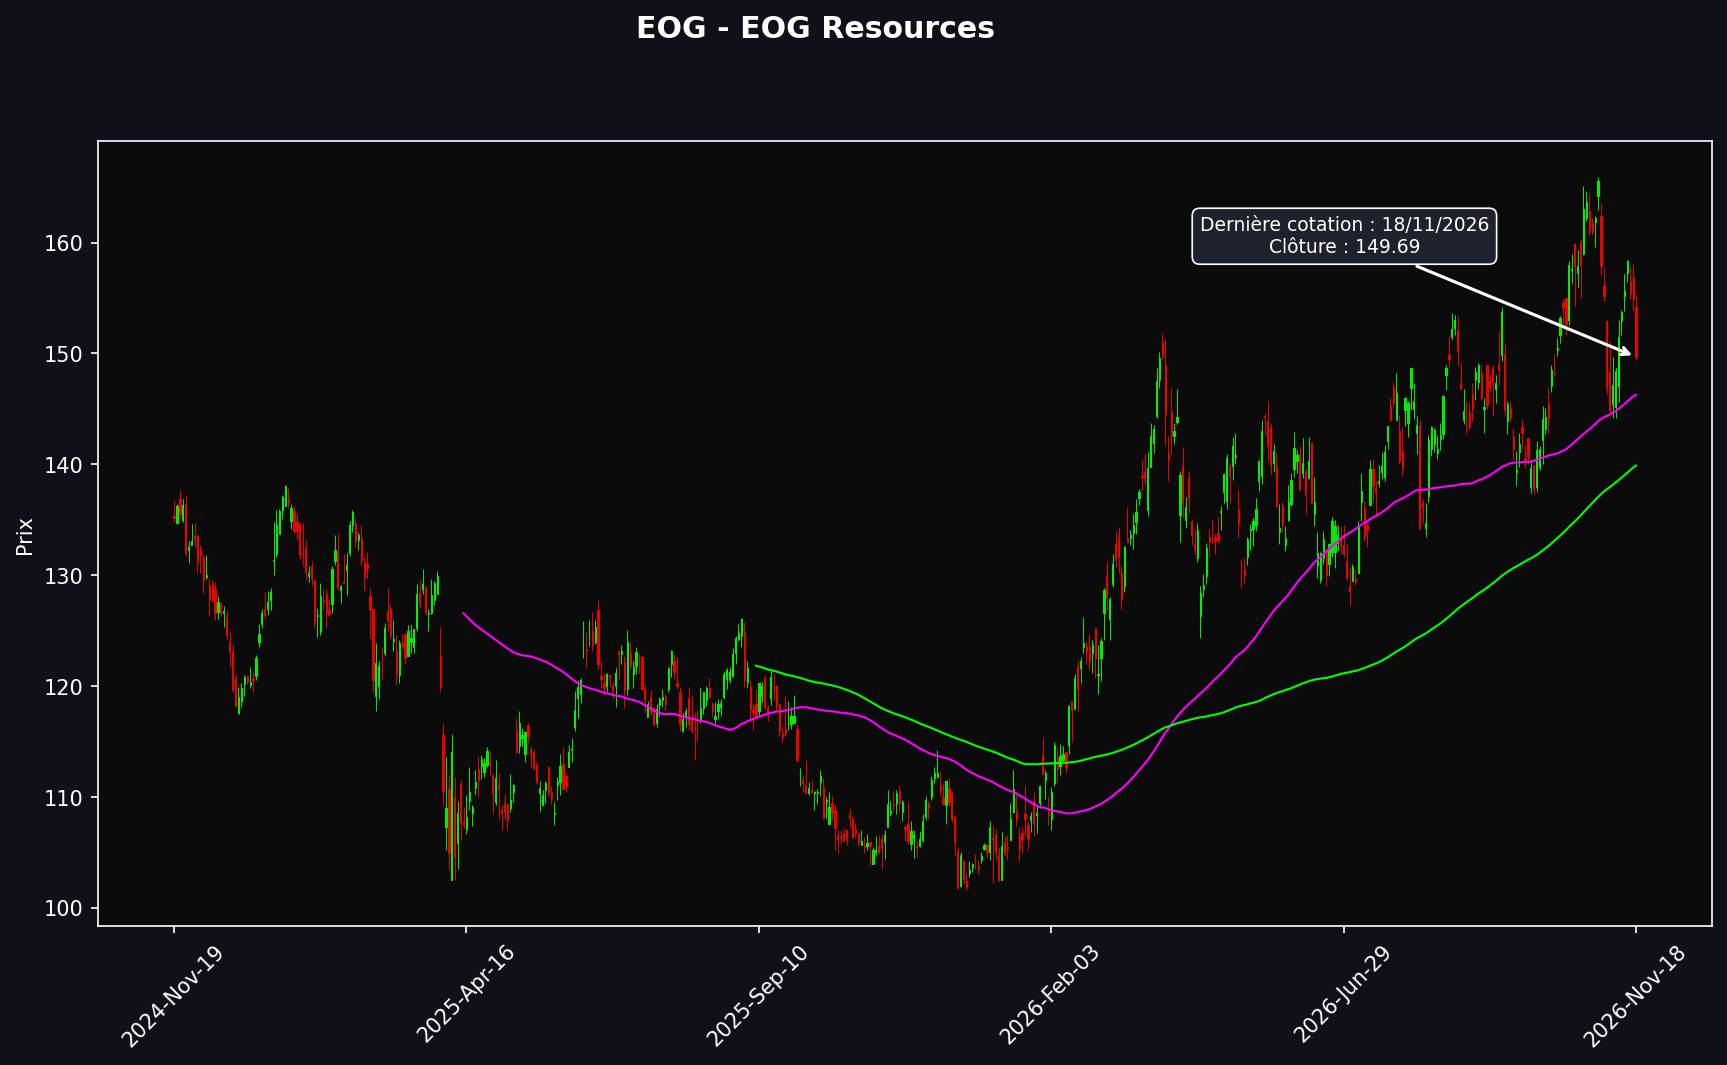 EOG - EOG Resources
Dernière cotation : 18/11/2026
Clôture : 149.69
Prix
160
150
140
130
120
110
100
2024-Nov-19
2025-Apr-16
2025-Sep-10
2026-Feb-03
2026-Jun-29
2026-Nov-18